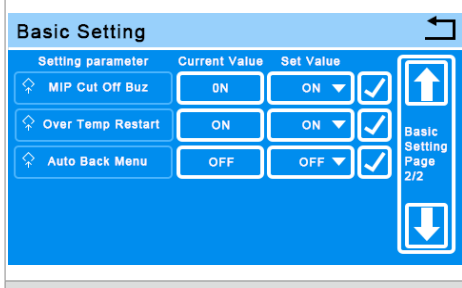 Basic Setting
Setting parameter Current Value Set Value
MIP Cut Off Buz 0N ON
Over Temp Restart ON ON
Auto Back Menu OFF OFF
Basic
Setting
Page
2/2